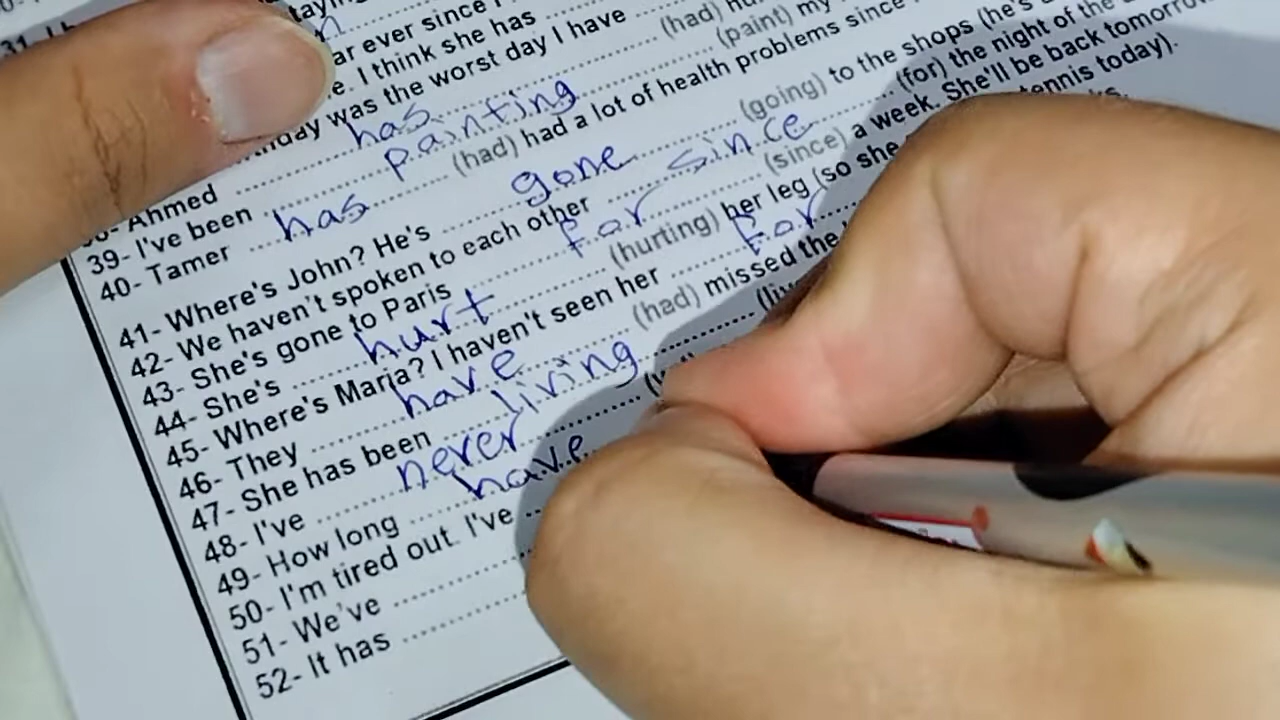 31- I h
staying
ar ever since I
e. I think she has
day was the worst day I have
(had)
Ahmed has
(paint) my
39- I've been painting
40- Tamer has (had) had a lot of health problems since
41- Where's John? He's gone (going) to the shops (he's
42- We haven't spoken to each other since (for) the night of the
43- She's gone to Paris for (since) a week. She'll be back tomorrow
44- She's hurt (hurting) her leg (so she tennis today).
45- Where's Maria? I haven't seen her for
46- They have (had) missed the
47- She has been living
48- I've never
49- How long have
50- I'm tired out. I've
51- We've
52- It has